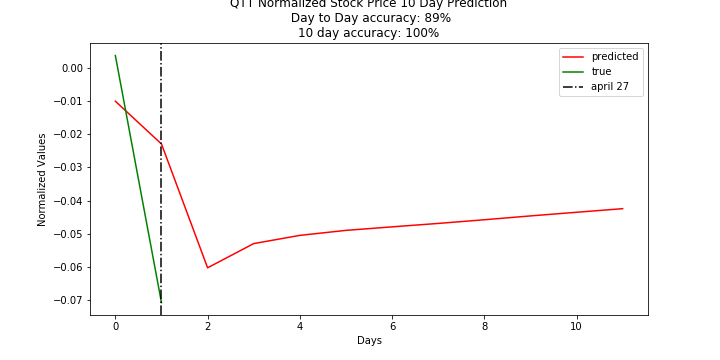 QTT Normalized Stock Price 10 Day Prediction
Day to Day accuracy: 89%
10 day accuracy: 100%
predicted
true
april 27
0.00
−0.01
−0.02
−0.03
−0.04
−0.05
−0.06
−0.07
Normalized Values
0 2 4 6 8 10
Days